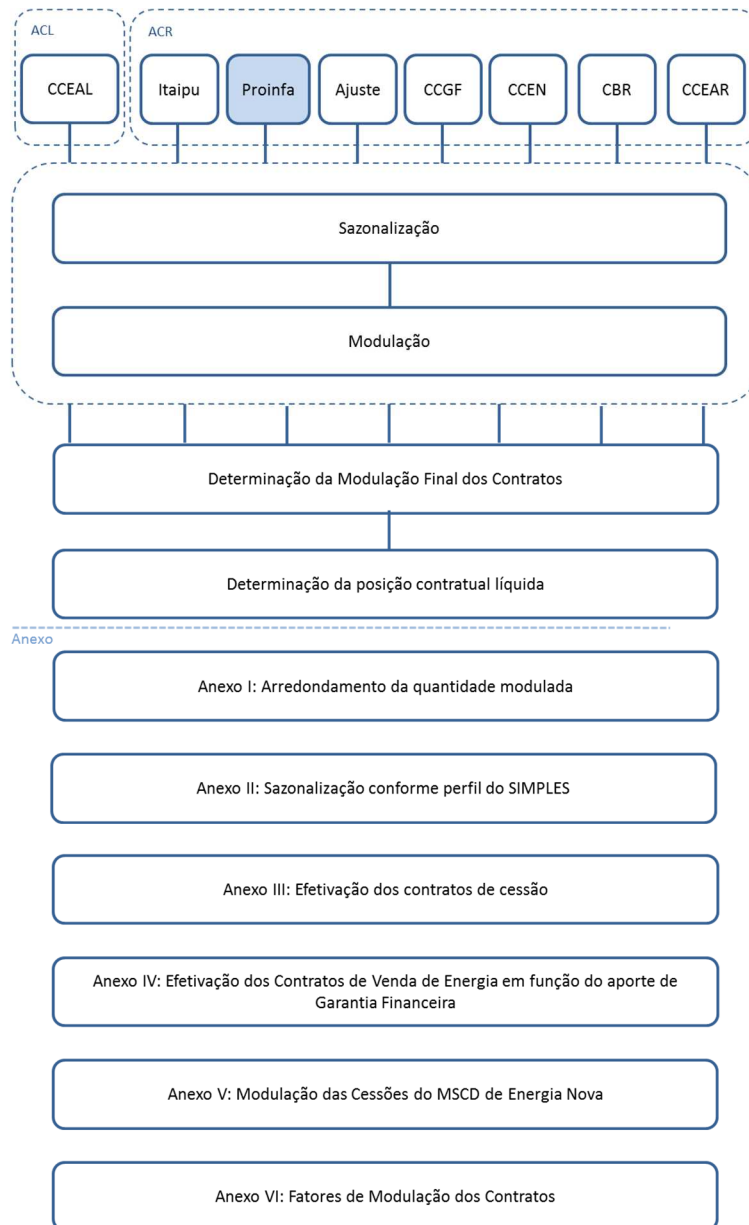 ACL
ACR
CCEAL
Itaipu
Proinfa
Ajuste
CCGF
CCEN
CBR
CCEAR
Sazonalização
Modulação
Determinação da Modulação Final dos Contratos
Determinação da posição contratual líquida
Anexo
Anexo I: Arredondamento da quantidade modulada
Anexo II: Sazonalização conforme perfil do SIMPLES
Anexo III: Efetivação dos contratos de cessão
Anexo IV: Efetivação dos Contratos de Venda de Energia em função do aporte de
Garantia Financeira
Anexo V: Modulação das Cessões do MSCD de Energia Nova
Anexo VI: Fatores de Modulação dos Contratos